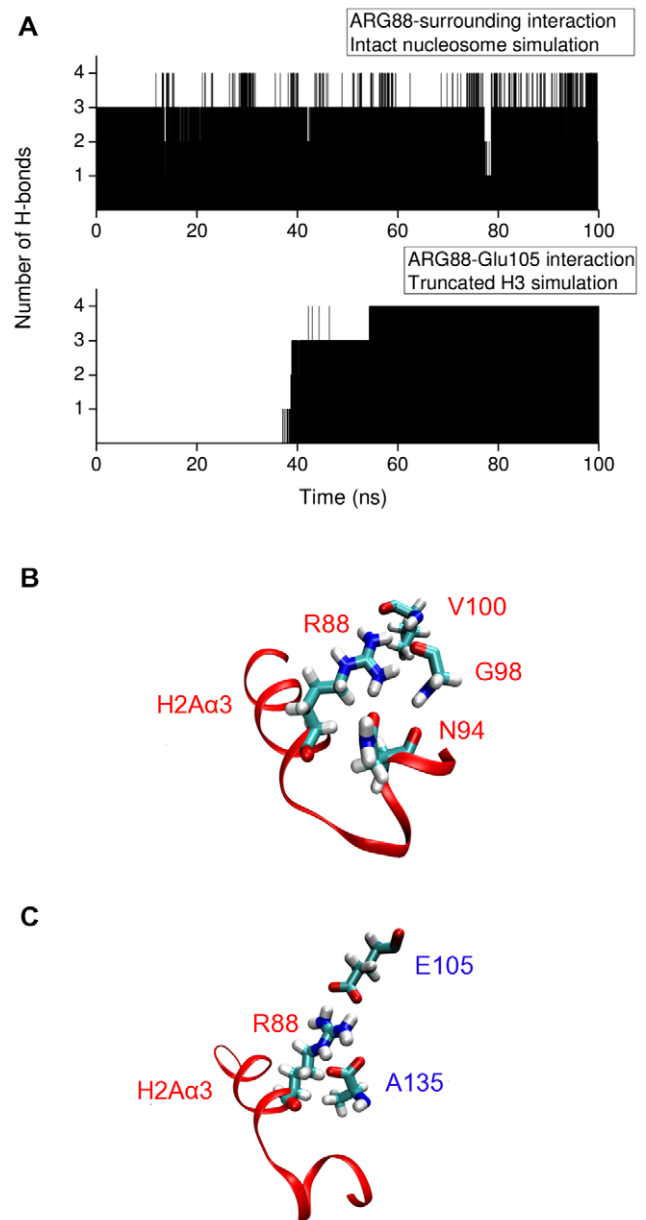 A
ARG88-surrounding interaction
Intact nucleosome simulation
4
3
2
1
0
20
40
60
80
100
Number of H-bonds
ARG88-Glu105 interaction
Truncated H3 simulation
4
3
2
1
0
20
40
60
80
100
Time (ns)
B
V100
R88
G98
H2Aα3
N94
C
E105
R88
H2Aα3
A135